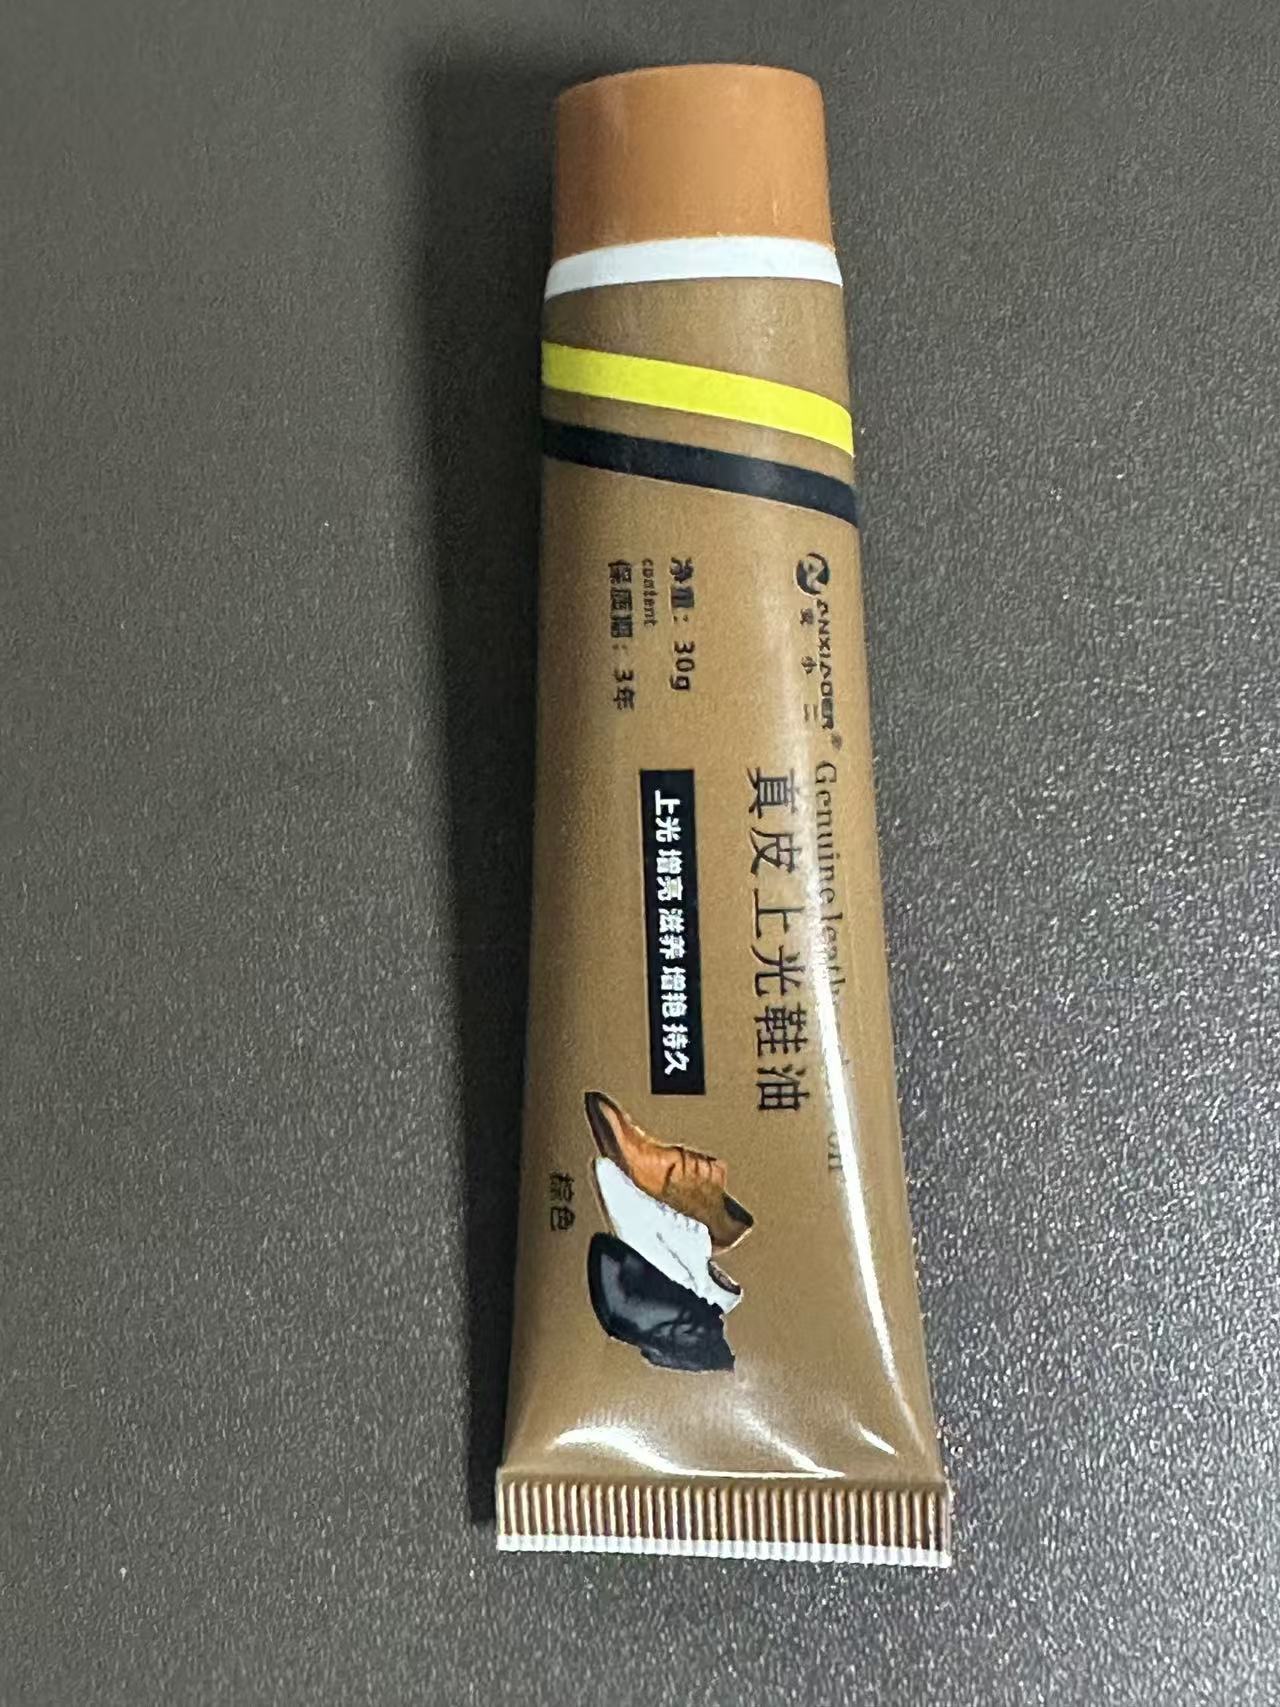 ANXIAOER®
安小二
Genuine leather
真皮上光鞋油
上光 增亮 滋养 增艳 持久
净重: 30g
content
保质期: 3年
棕色